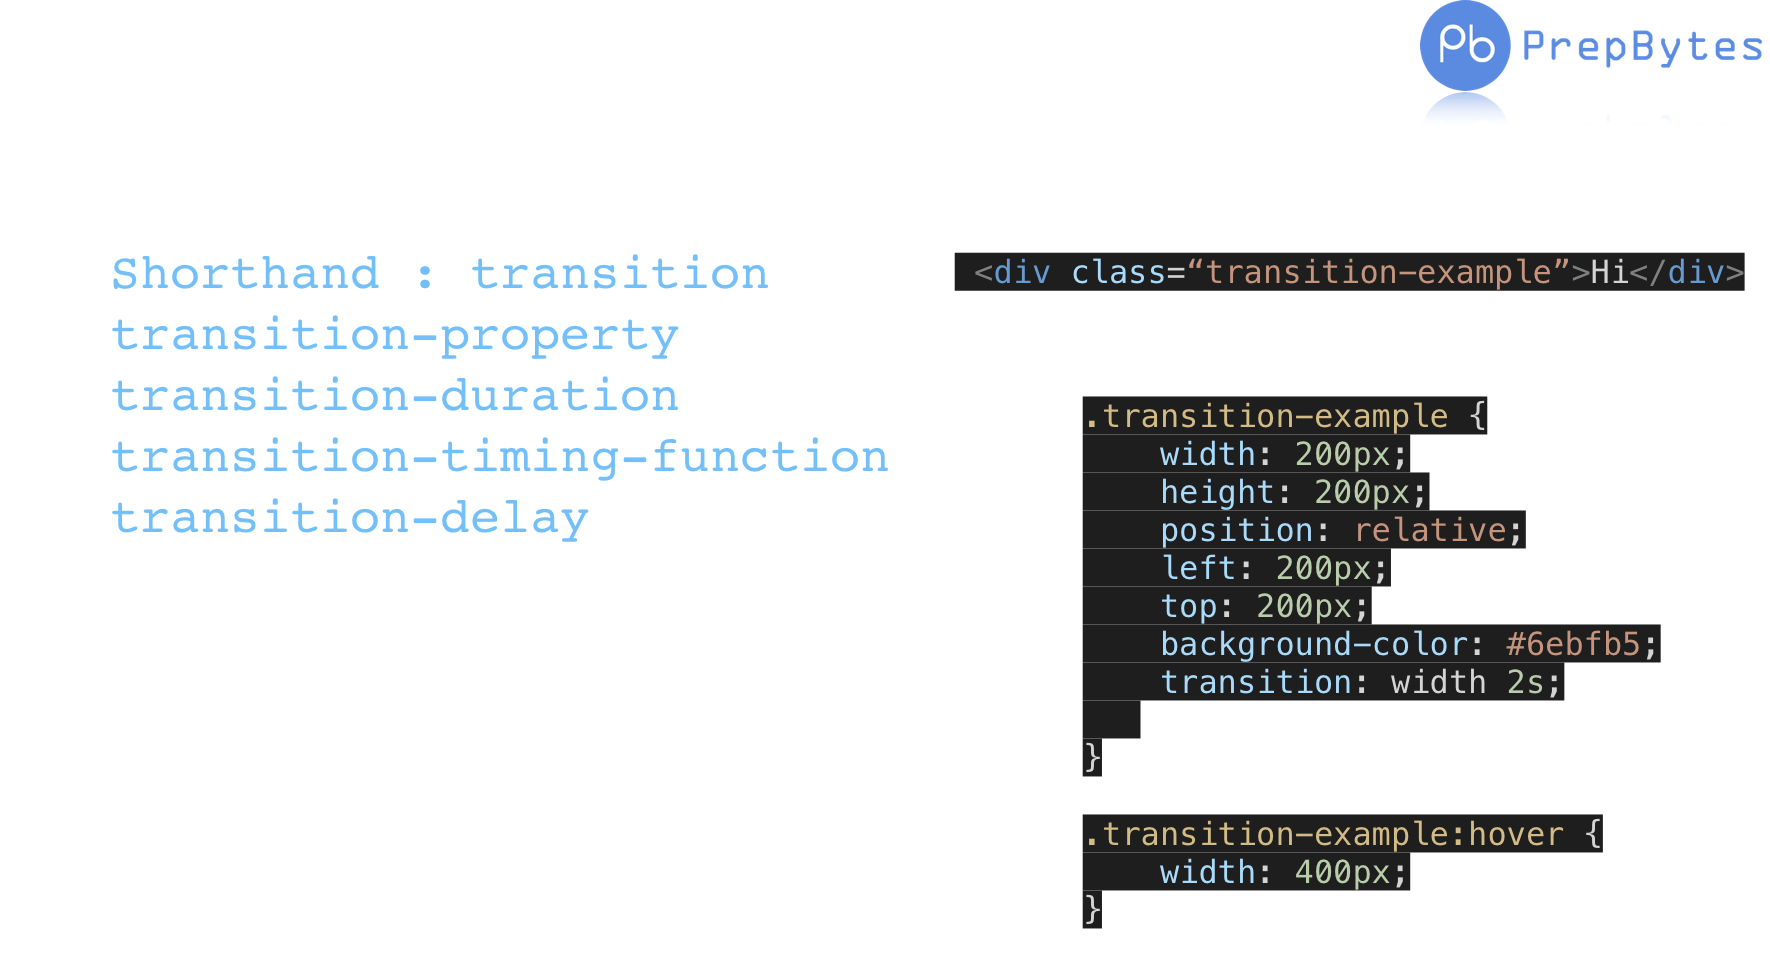 Pb PrepBytes
Shorthand : transition
transition-property
transition-duration
transition-timing-function
transition-delay
<div class=“transition-example”>Hi</div>
.transition-example {
    width: 200px;
    height: 200px;
    position: relative;
    left: 200px;
    top: 200px;
    background-color: #6ebfb5;
    transition: width 2s;
}
.transition-example:hover {
    width: 400px;
}